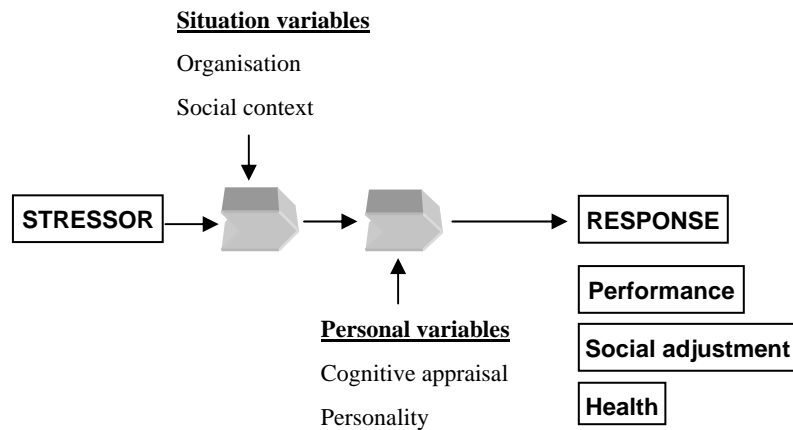 Situation variables
Organisation
Social context
STRESSOR
RESPONSE
Performance
Personal variables
Social adjustment
Cognitive appraisal
Health
Personality